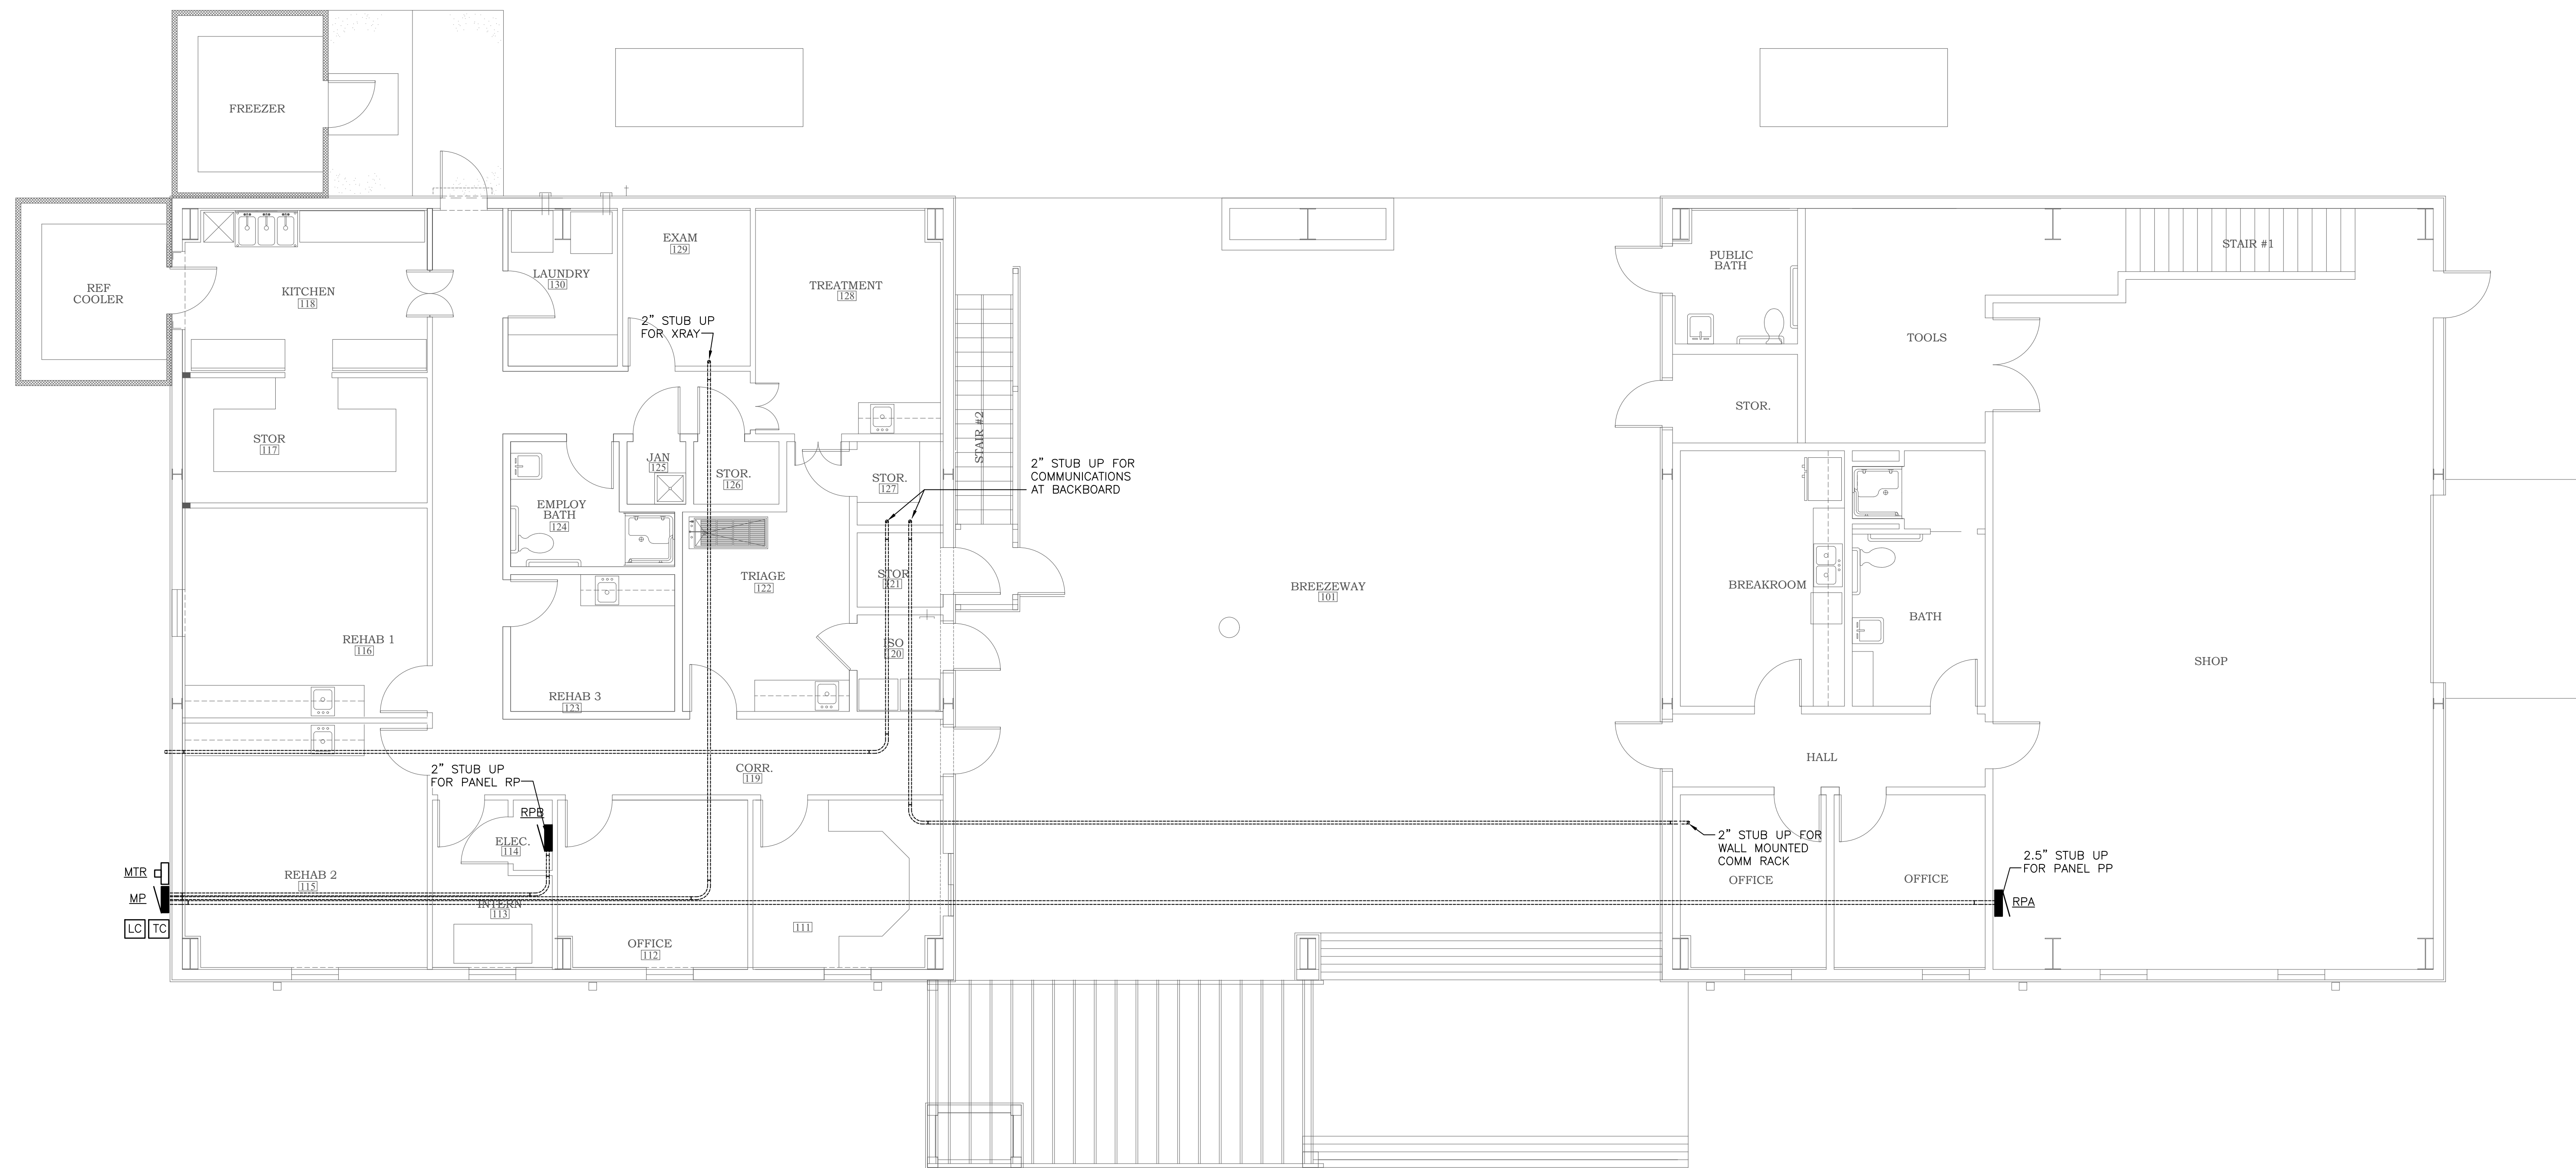 FREEZER
REF
COOLER
KITCHEN
118
LAUNDRY
130
EXAM
129
TREATMENT
128
2" STUB UP
FOR XRAY
STOR
117
JAN
125
STOR.
126
STOR.
127
STAIR #2
2" STUB UP FOR
COMMUNICATIONS
AT BACKBOARD
EMPLOY
BATH
124
TRIAGE
122
STOR
121
ISO
120
REHAB 1
116
REHAB 3
123
BREEZEWAY
101
PUBLIC
BATH
STAIR #1
TOOLS
STOR.
BREAKROOM
BATH
SHOP
HALL
CORR.
119
2" STUB UP
FOR PANEL RP
RPB
ELEC.
114
MTR
MP
LC
TC
REHAB 2
115
INTERN
113
OFFICE
112
111
2" STUB UP FOR
WALL MOUNTED
COMM RACK
OFFICE
OFFICE
2.5" STUB UP
FOR PANEL PP
RPA